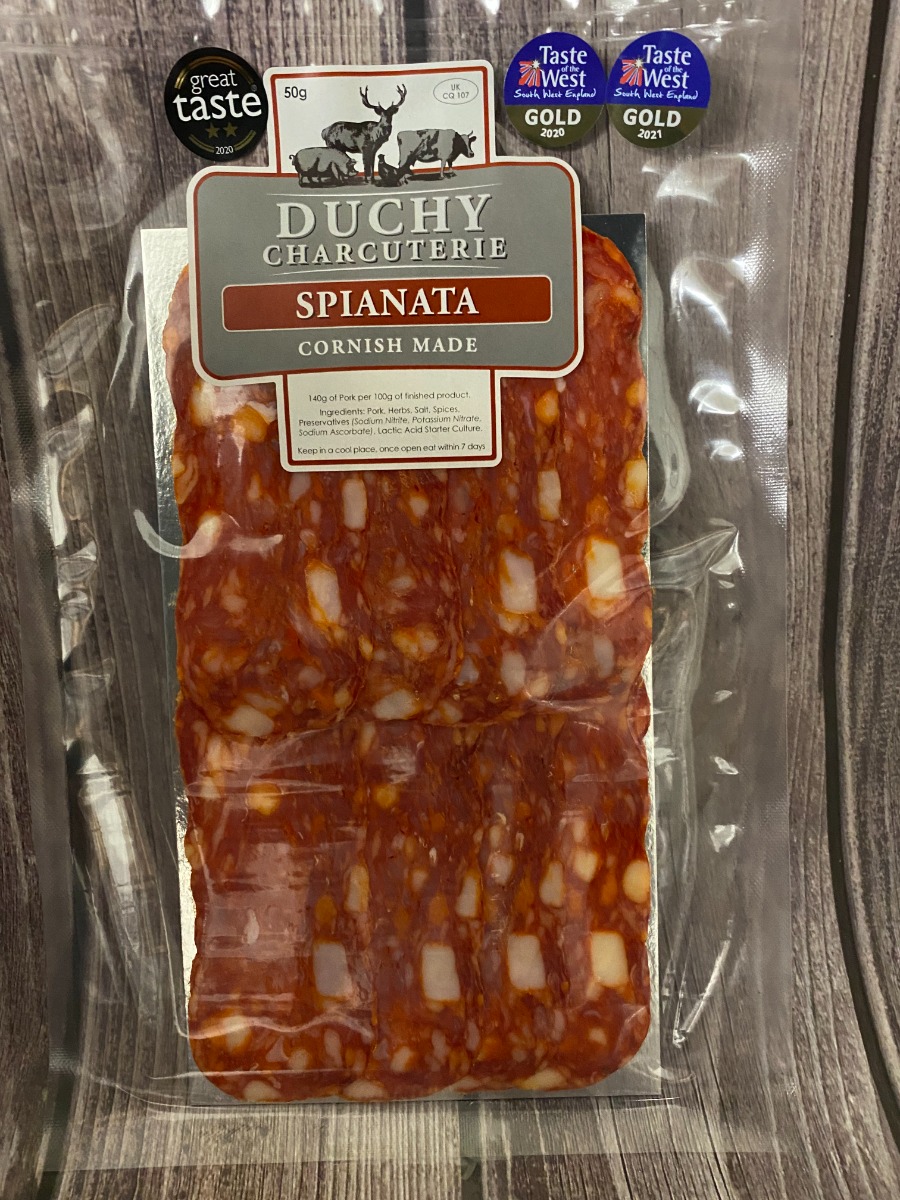 great
taste
2020
50g
UK
CQ 107
Taste
of the
West
South West England
GOLD
2020
Taste
of the
West
South West England
GOLD
2021
DUCHY
CHARCUTERIE
SPIANATA
CORNISH MADE
140g of Pork per 100g of finished product.
Ingredients: Pork, Herbs, Salt, Spices,
Preservatives (Sodium Nitrite, Potassium Nitrate,
Sodium Ascorbate). Lactic Acid Starter Culture.
Keep in a cool place, once open eat within 7 days